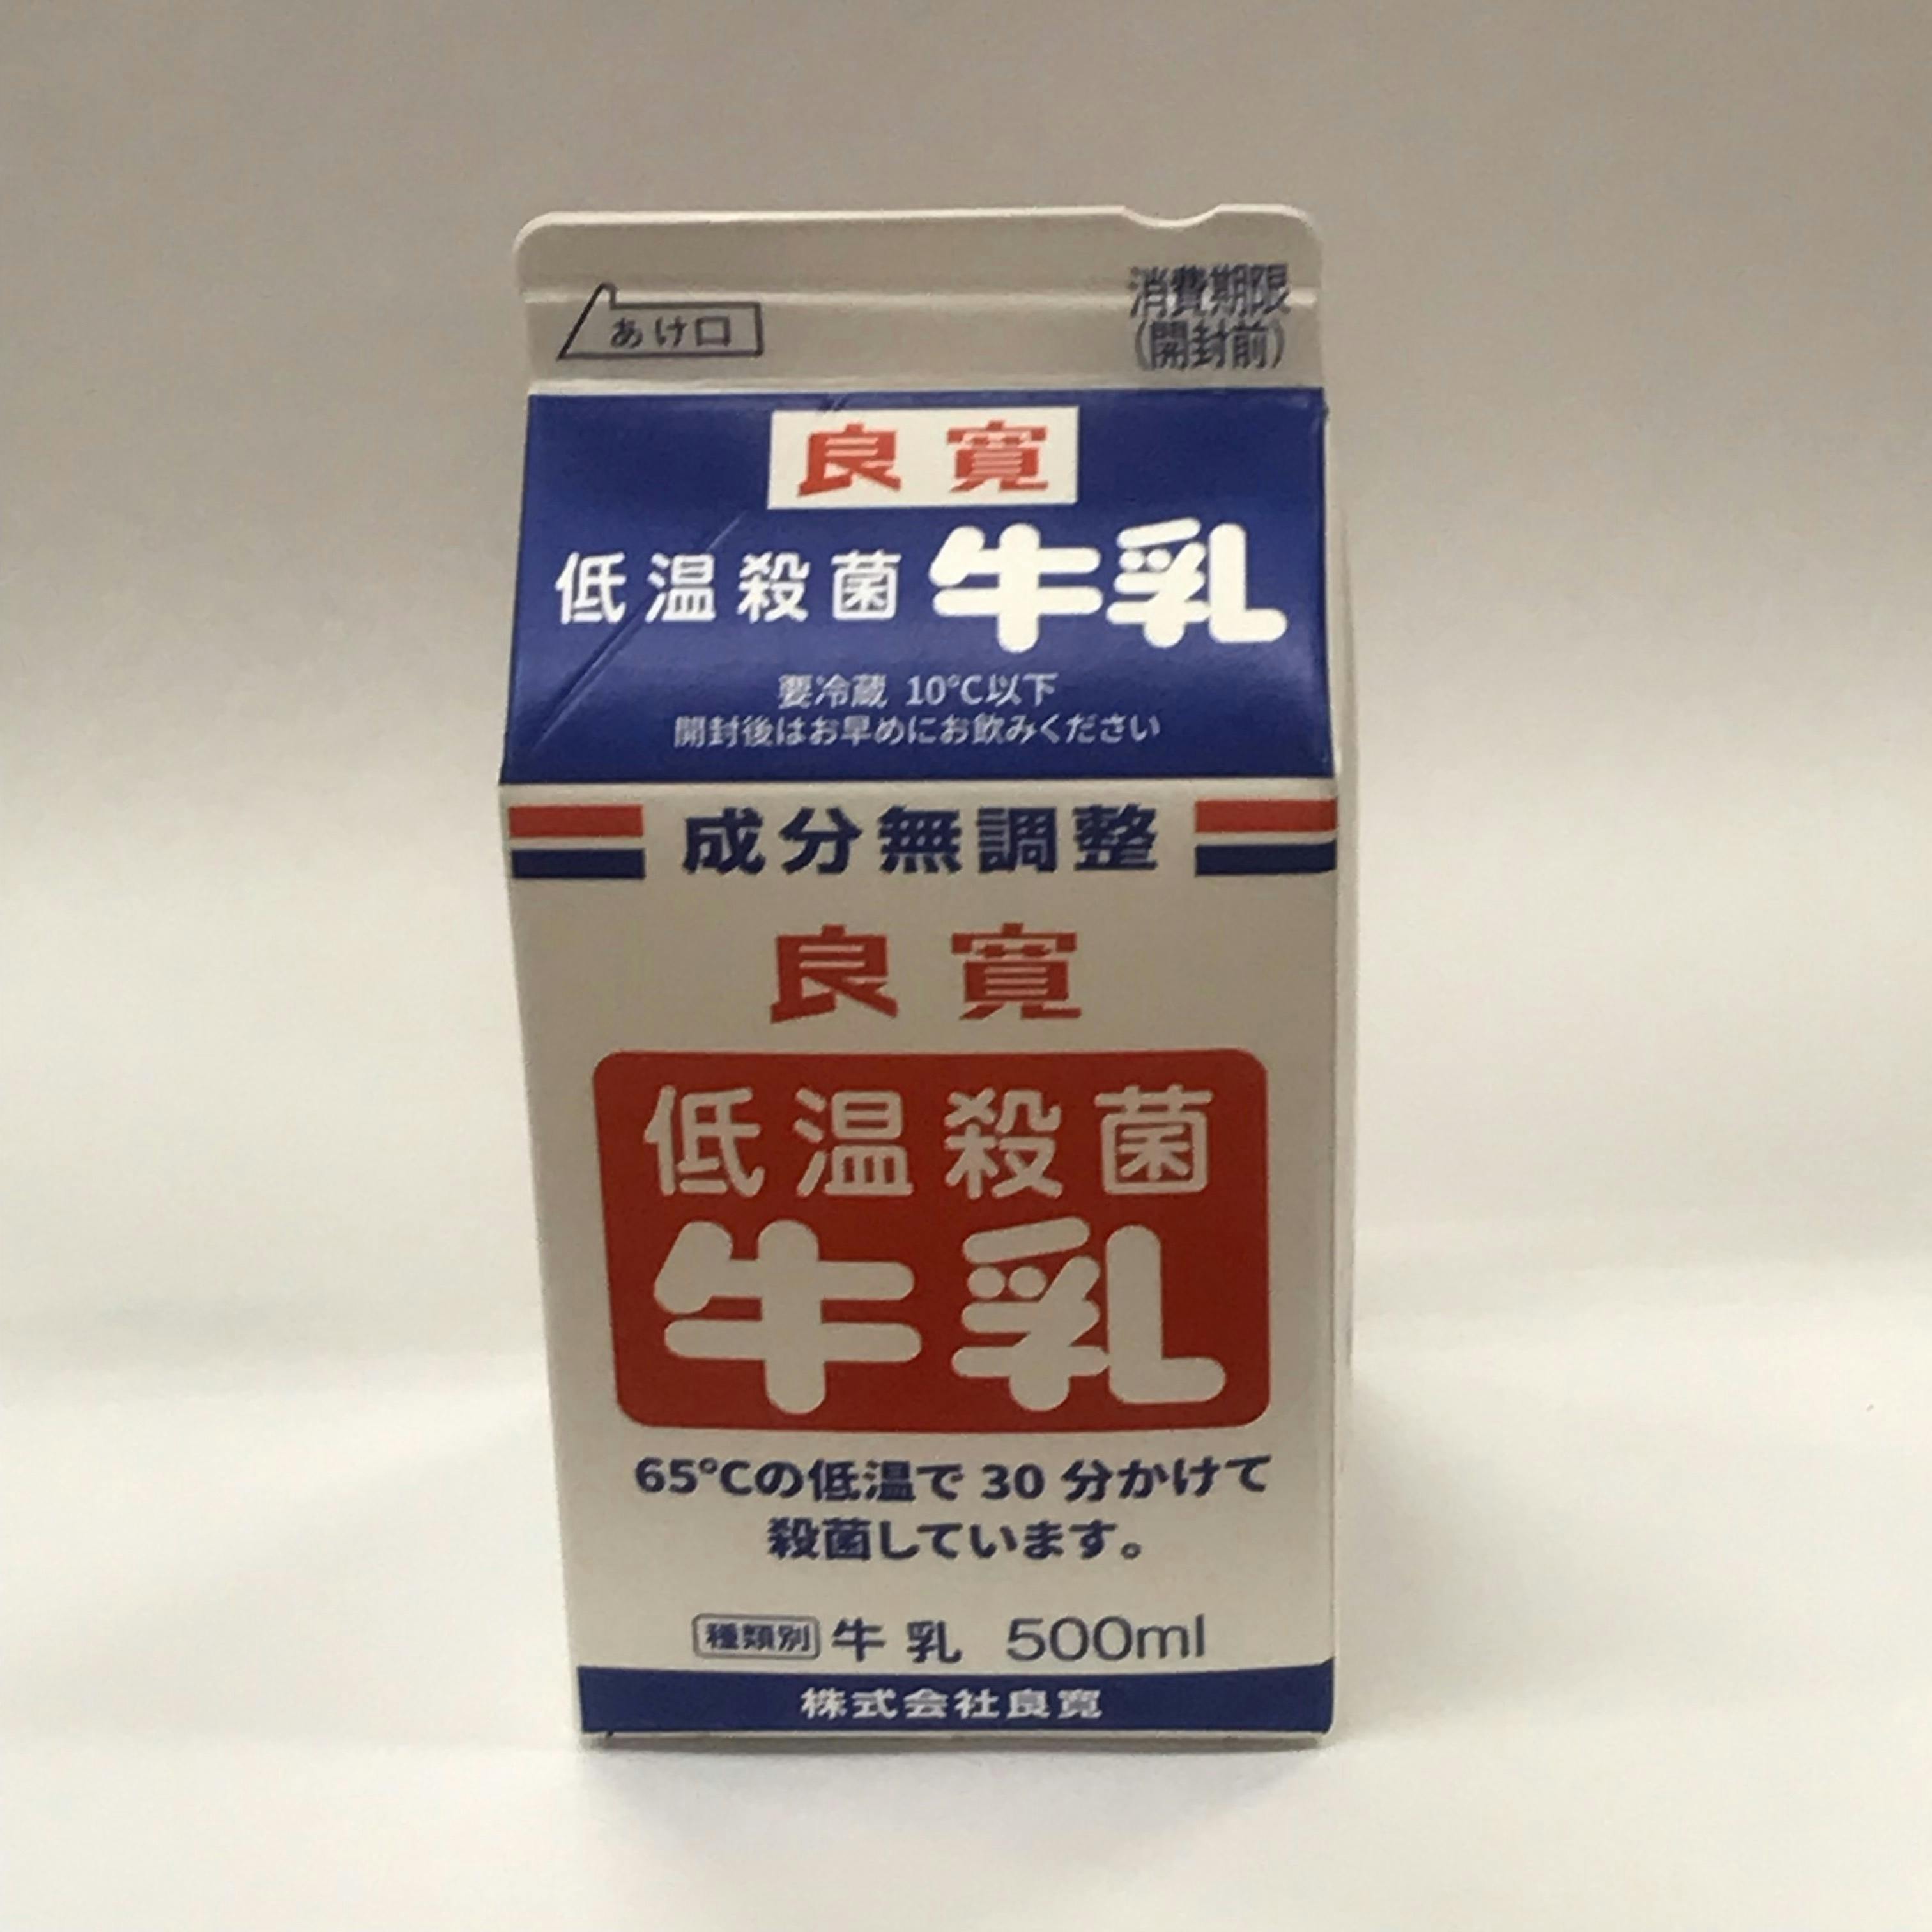 あけ口
消費期限
(開封前)
良寛
低温殺菌 牛乳
要冷蔵 10℃以下
開封後はお早めにお飲みください
成分無調整
良寛
低温殺菌
牛乳
65℃の低温で 30 分かけて
殺菌しています。
種類別 牛乳 500ml
株式会社良寛